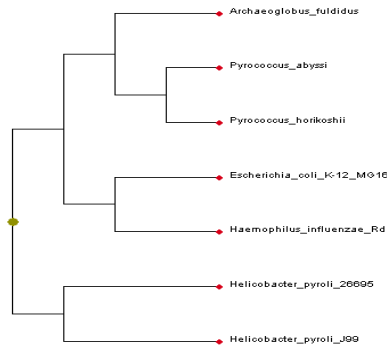 Archaeoglobus_fuldidus
Pyrococcus_abyssi
Pyrococcus_horikoshii
Escherichia_coli_K-12_MG16
Haemophilus_influenzae_Rd
Helicobacter_pyroli_26695
Helicobacter_pyroli_J99